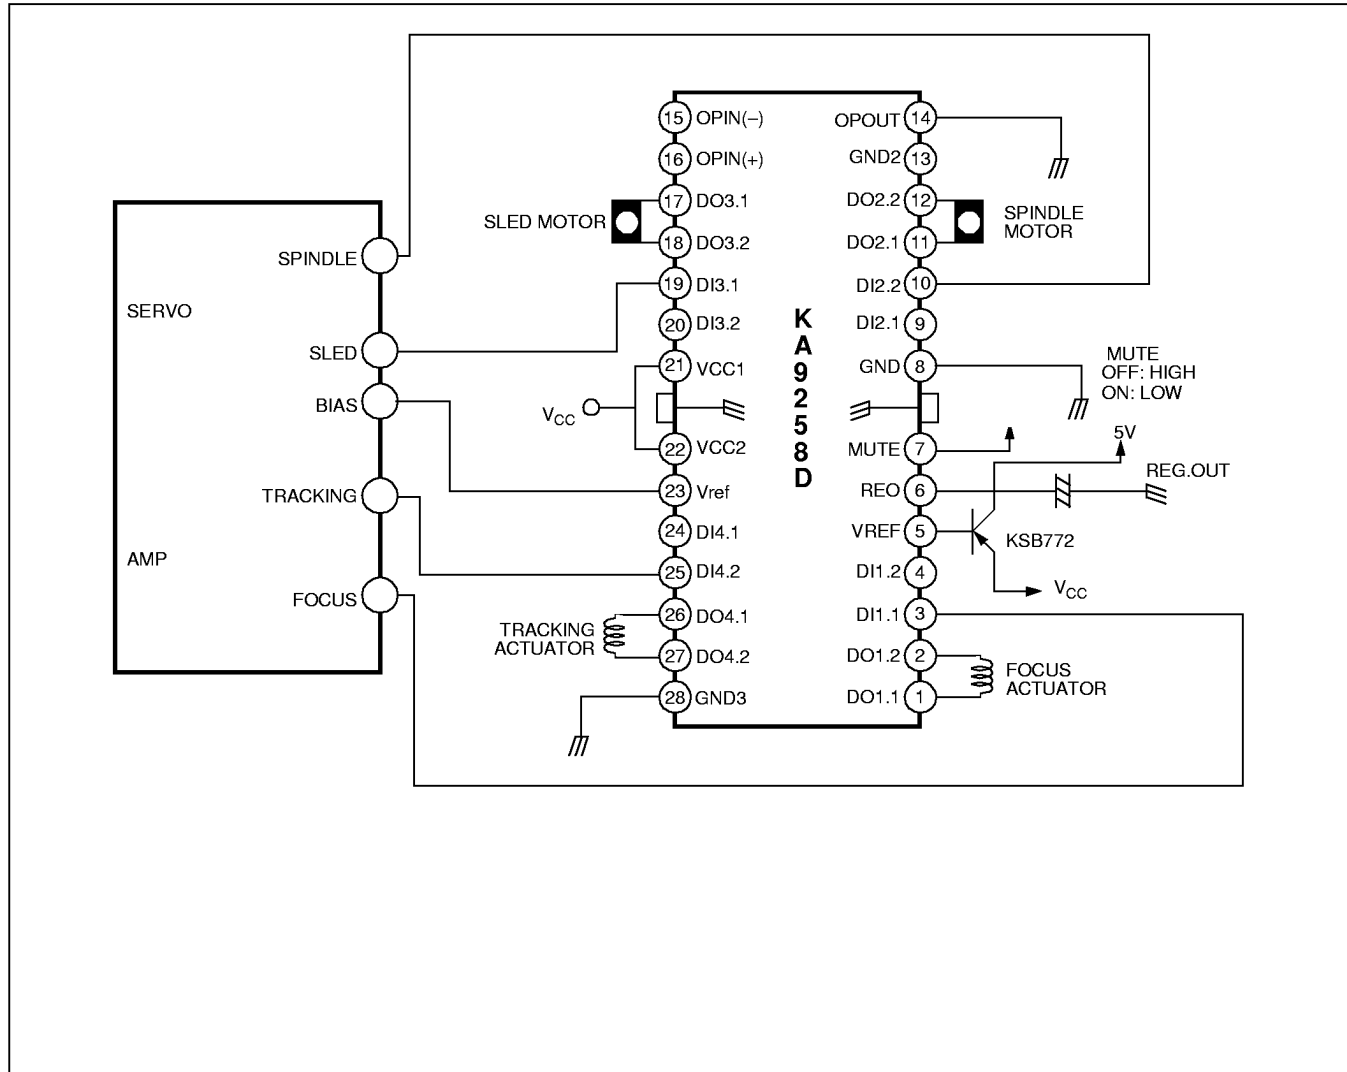 SERVO
AMP
SPINDLE
SLED
BIAS
TRACKING
FOCUS
SLED MOTOR
VCC
TRACKING
ACTUATOR
15 OPIN(–)
16 OPIN(+)
17 DO3.1
18 DO3.2
19 DI3.1
20 DI3.2
21 VCC1
22 VCC2
23 Vref
24 DI4.1
25 DI4.2
26 DO4.1
27 DO4.2
28 GND3
KA9258D
OPOUT 14
GND2 13
DO2.2 12
DO2.1 11
DI2.2 10
DI2.1 9
GND 8
MUTE 7
REO 6
VREF 5
DI1.2 4
DI1.1 3
DO1.2 2
DO1.1 1
SPINDLE
MOTOR
MUTE
OFF: HIGH
ON: LOW
5V
REG.OUT
KSB772
VCC
FOCUS
ACTUATOR